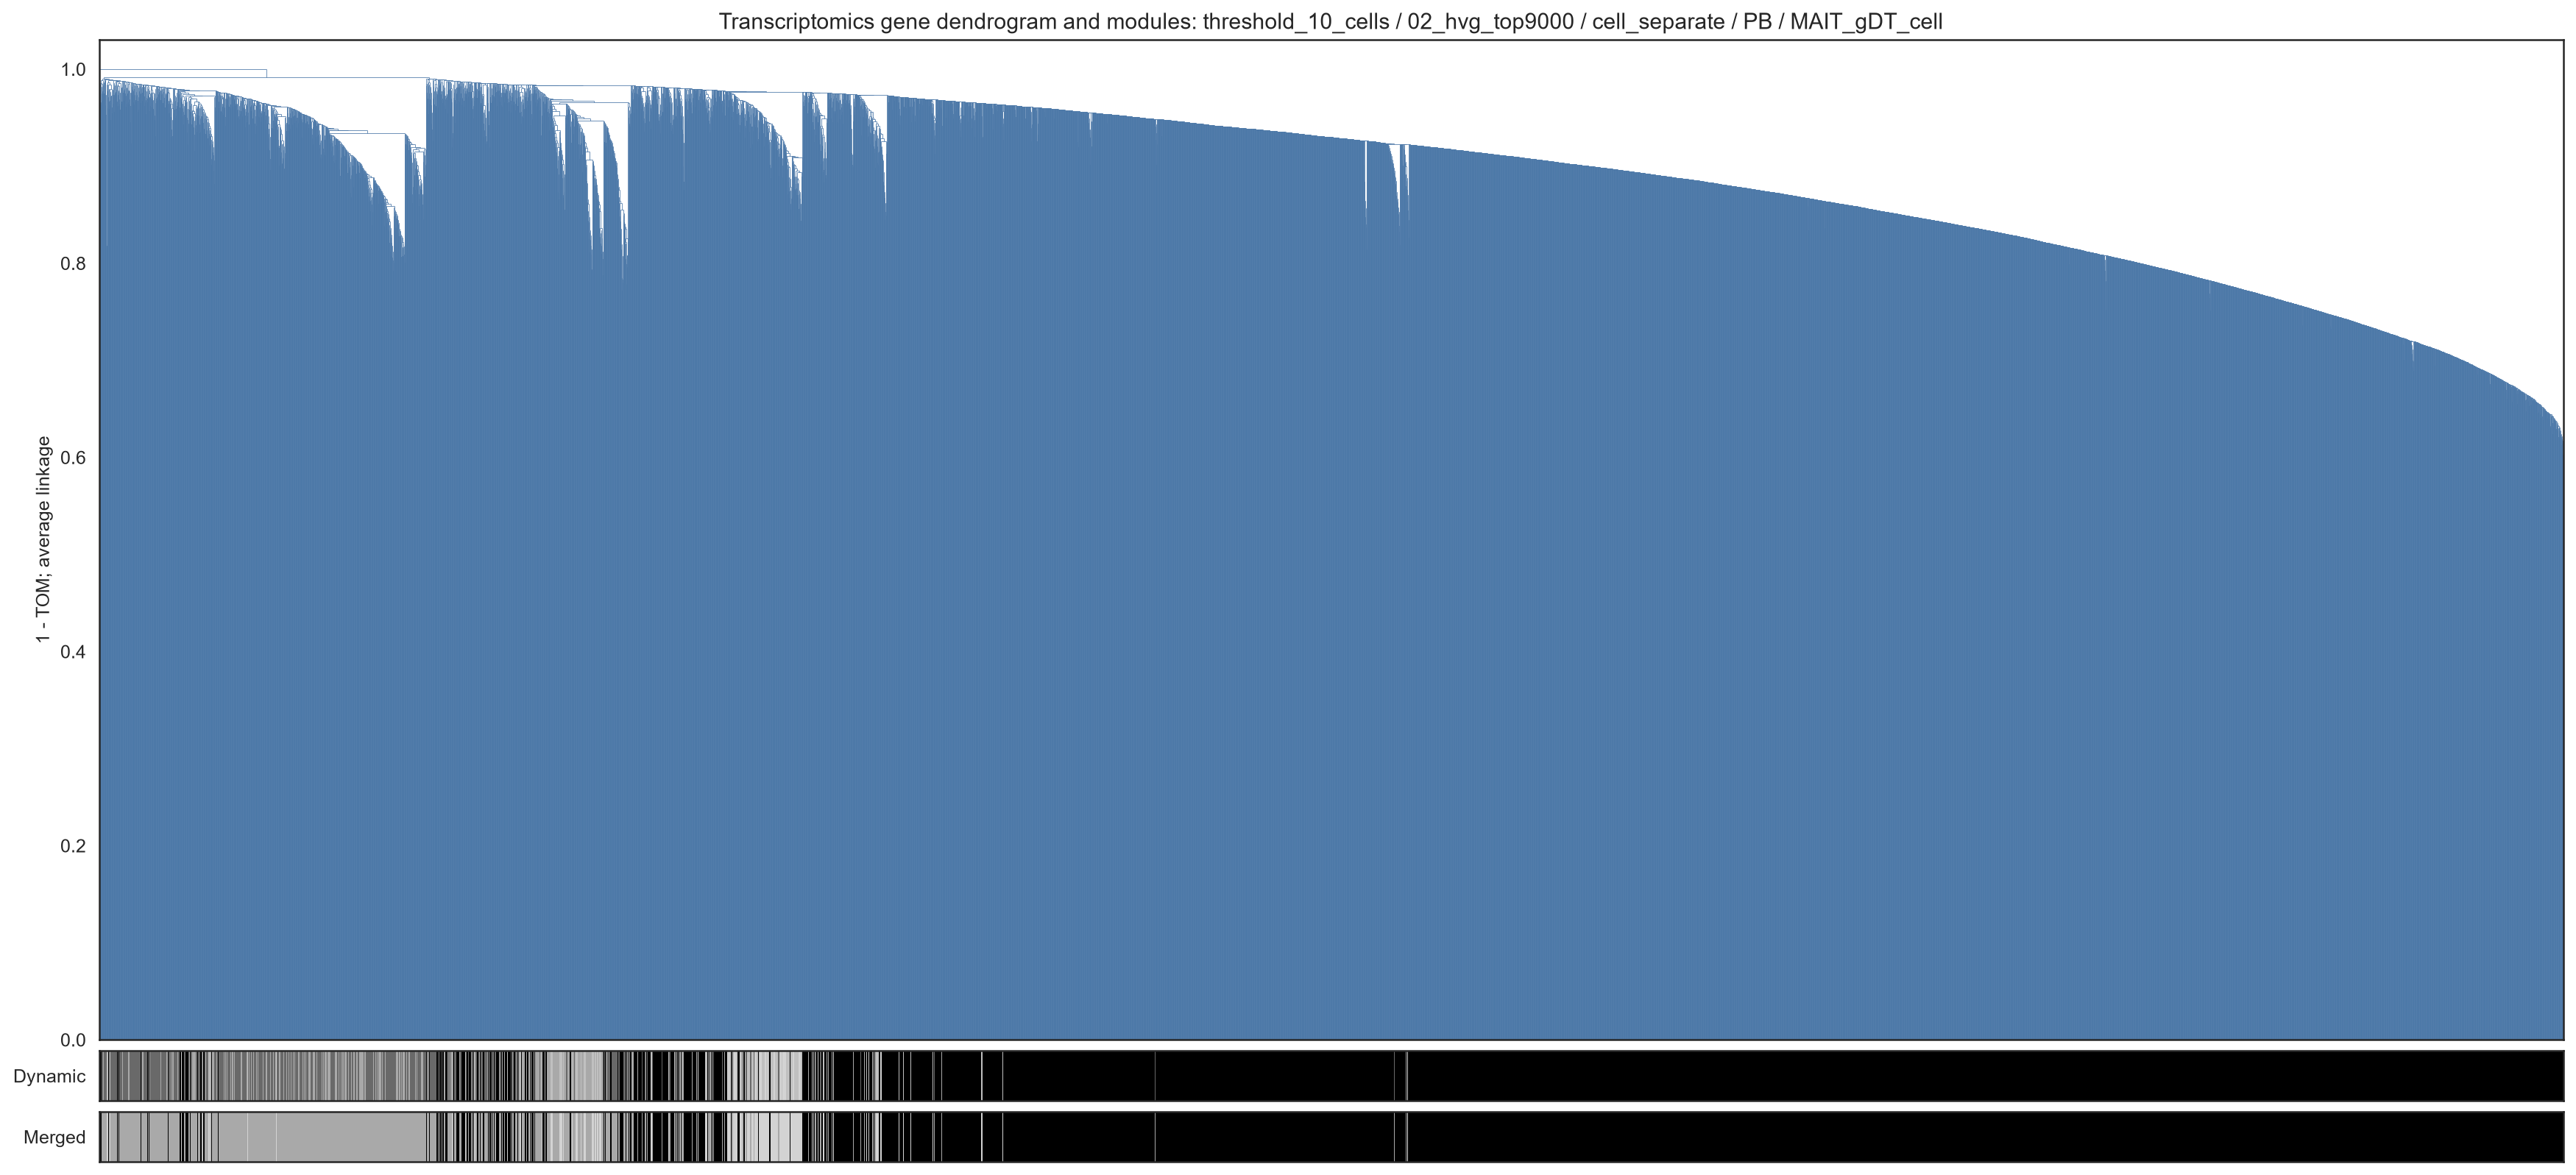 Transcriptomics gene dendrogram and modules: threshold_10_cells / 02_hvg_top9000 / cell_separate / PB / MAIT_gDT_cell
1.0
0.8
0.6
0.4
0.2
0.0
1 - TOM; average linkage
Dynamic
Merged